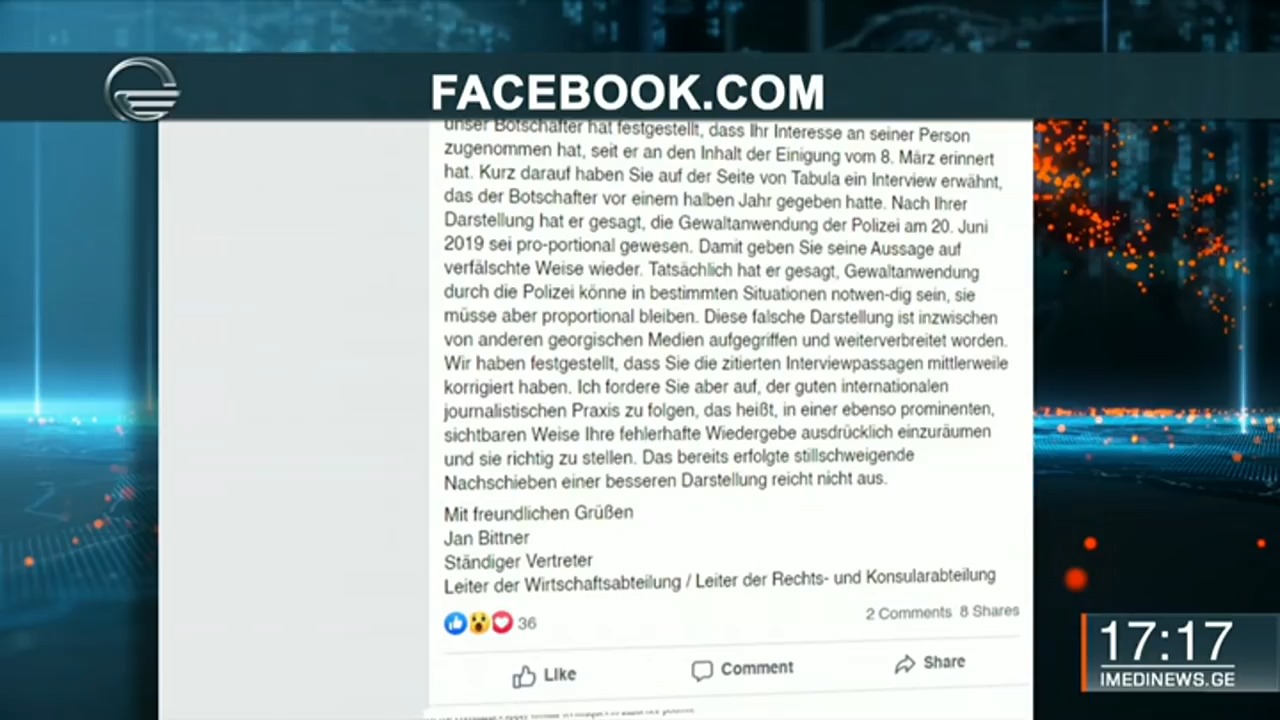 FACEBOOK.COM
unser Botschafter hat festgestellt, dass Ihr Interesse an seiner Person
zugenommen hat, seit er an den Inhalt der Einigung vom 8. März erinnert
hat. Kurz darauf haben Sie auf der Seite von Tabula ein Interview erwähnt,
das der Botschafter vor einem halben Jahr gegeben hatte. Nach Ihrer
Darstellung hat er gesagt, die Gewaltanwendung der Polizei am 20. Juni
2019 sei pro-portional gewesen. Damit geben Sie seine Aussage auf
verfälschte Weise wieder. Tatsächlich hat er gesagt, Gewaltanwendung
durch die Polizei könne in bestimmten Situationen notwen-dig sein, sie
müsse aber proportional bleiben. Diese falsche Darstellung ist inzwischen
von anderen georgischen Medien aufgegriffen und weiterverbreitet worden.
Wir haben festgestellt, dass Sie die zitierten Interviewpassagen mittlerweile
korrigiert haben. Ich fordere Sie aber auf, der guten internationalen
journalistischen Praxis zu folgen, das heißt, in einer ebenso prominenten,
sichtbaren Weise Ihre fehlerhafte Wiedergebe ausdrücklich einzuräumen
und sie richtig zu stellen. Das bereits erfolgte stillschweigende
Nachschieben einer besseren Darstellung reicht nicht aus.
Mit freundlichen Grüßen
Jan Bittner
Ständiger Vertreter
Leiter der Wirtschaftsabteilung / Leiter der Rechts- und Konsularabteilung
36
2 Comments 8 Shares
Like
Comment
Share
17:17
IMEDINEWS.GE